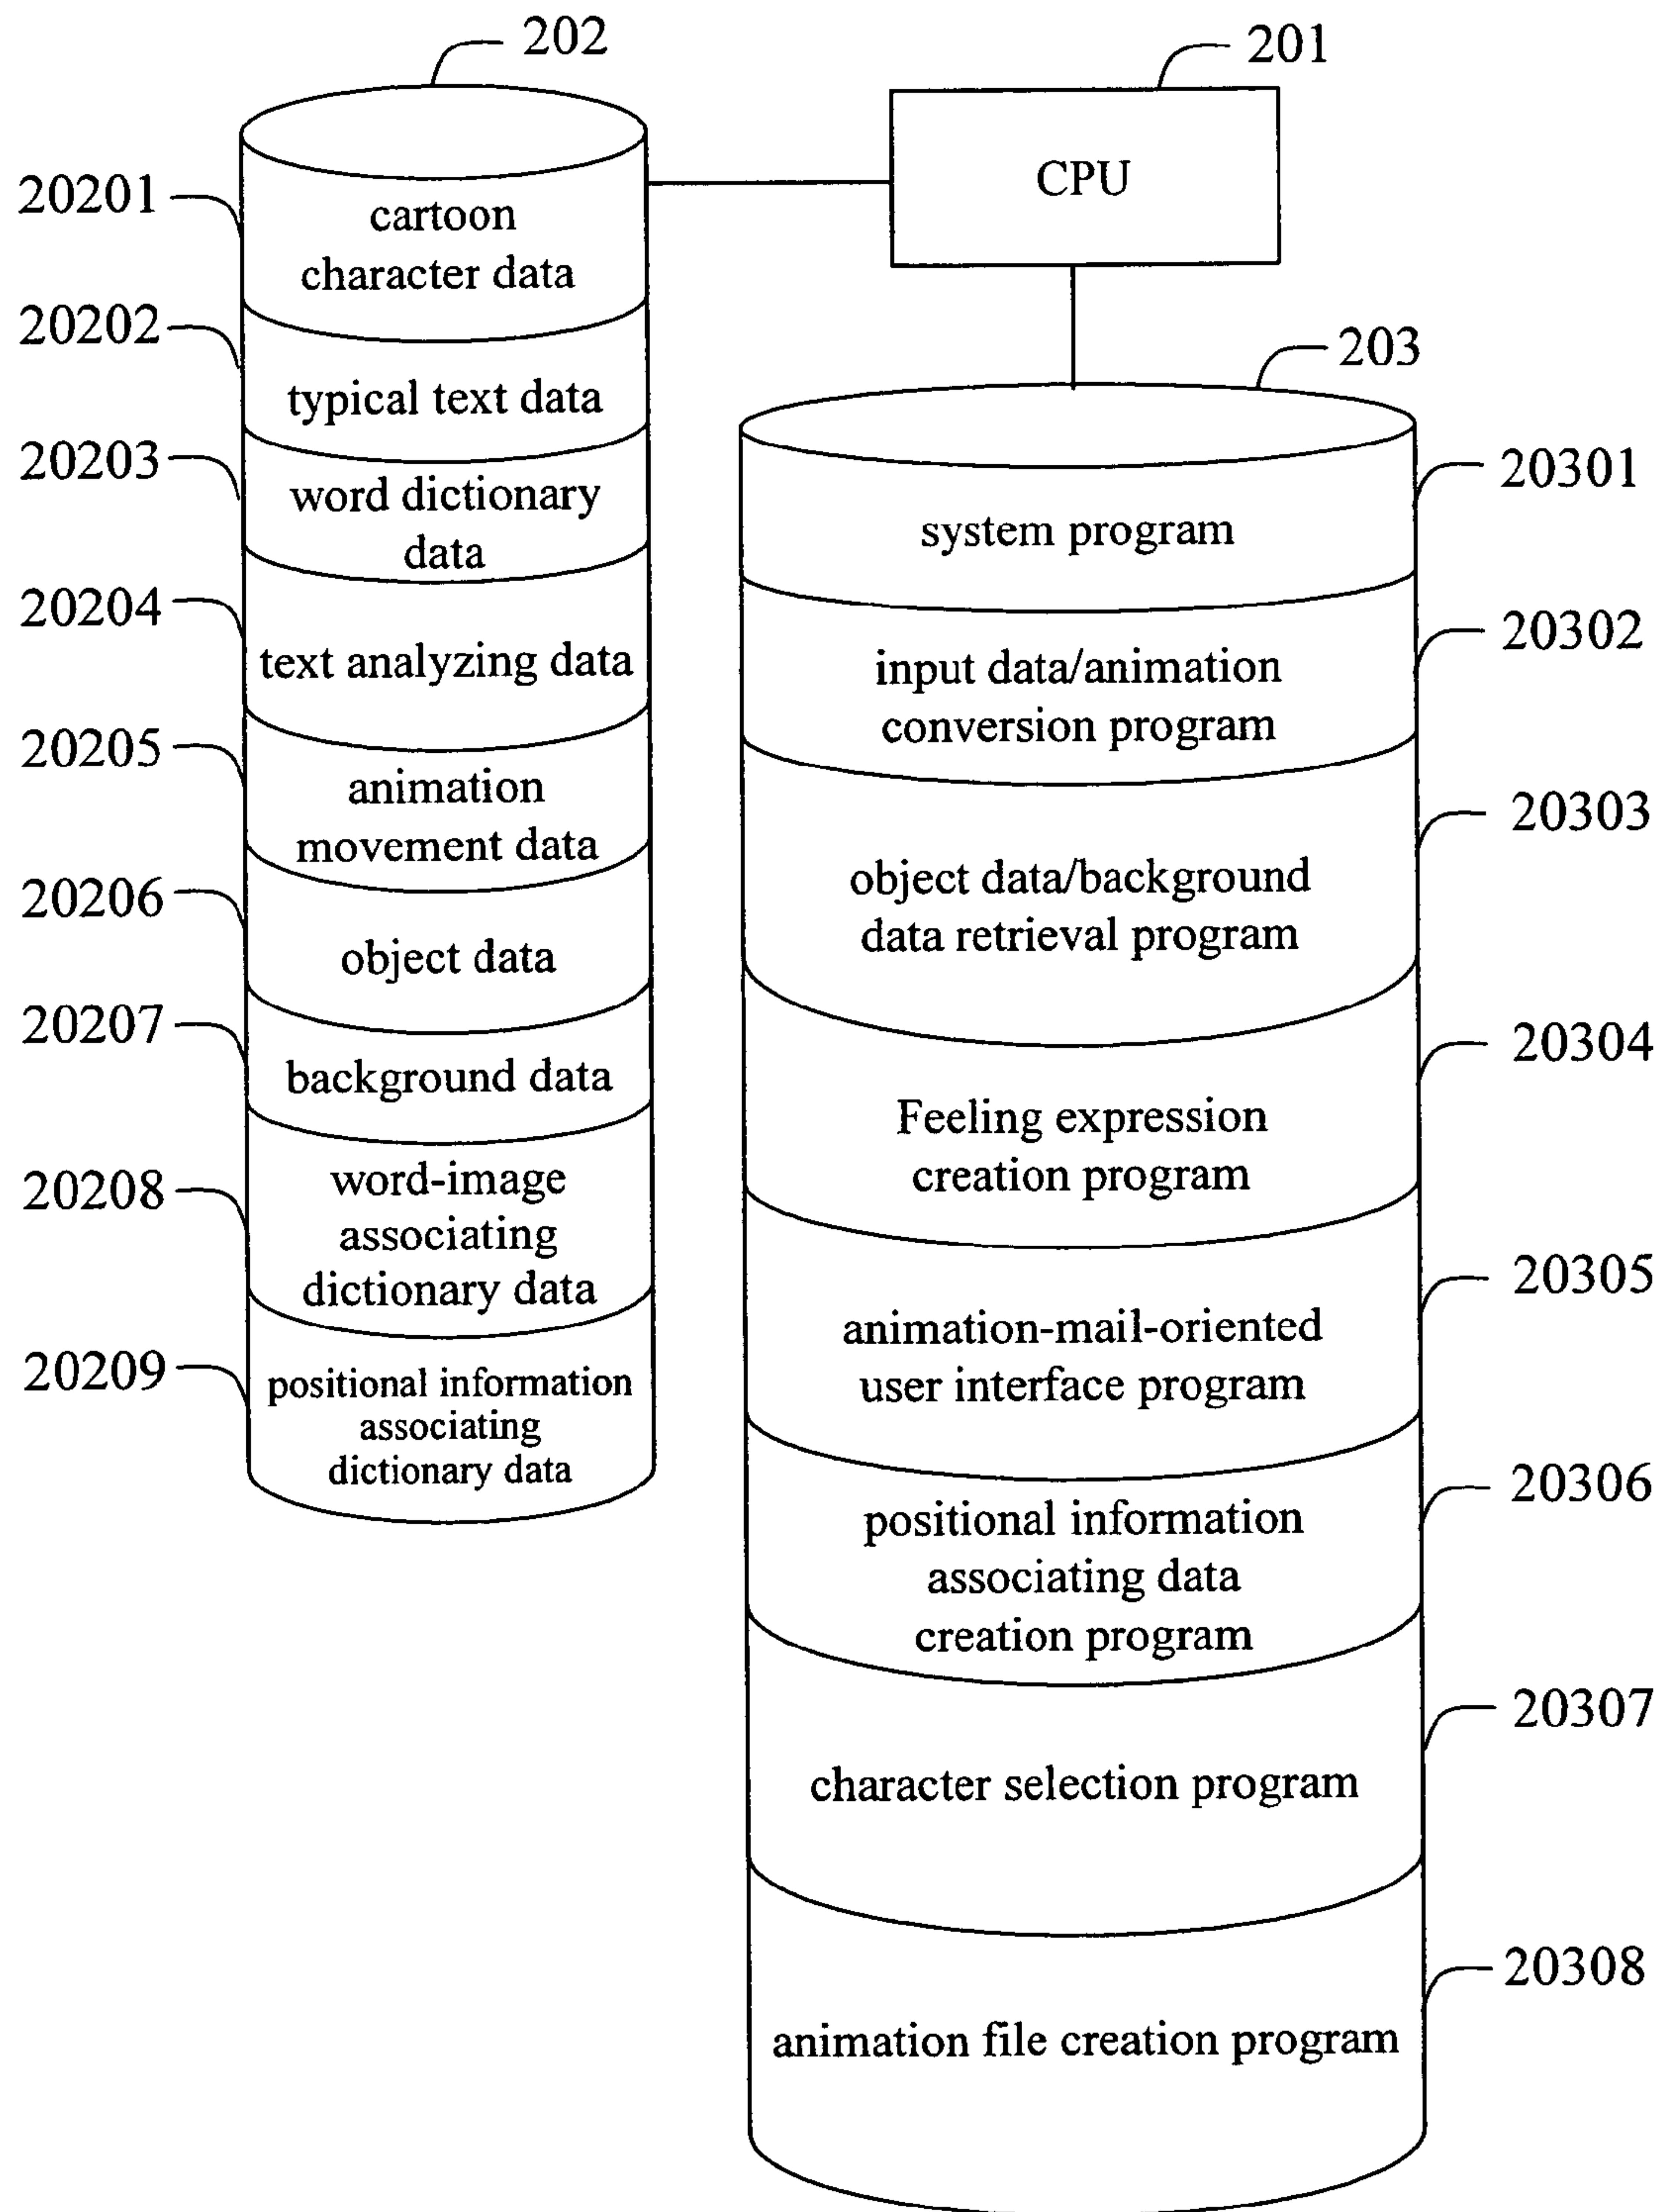 202
201
CPU
20201
cartoon
character data
20202
typical text data
20203
word dictionary
data
20204
text analyzing data
20205
animation
movement data
20206
object data
20207
background data
20208
word-image
associating
dictionary data
20209
positional information
associating
dictionary data
203
20301
system program
20302
input data/animation
conversion program
20303
object data/background
data retrieval program
20304
Feeling expression
creation program
20305
animation-mail-oriented
user interface program
20306
positional information
associating data
creation program
20307
character selection program
20308
animation file creation program